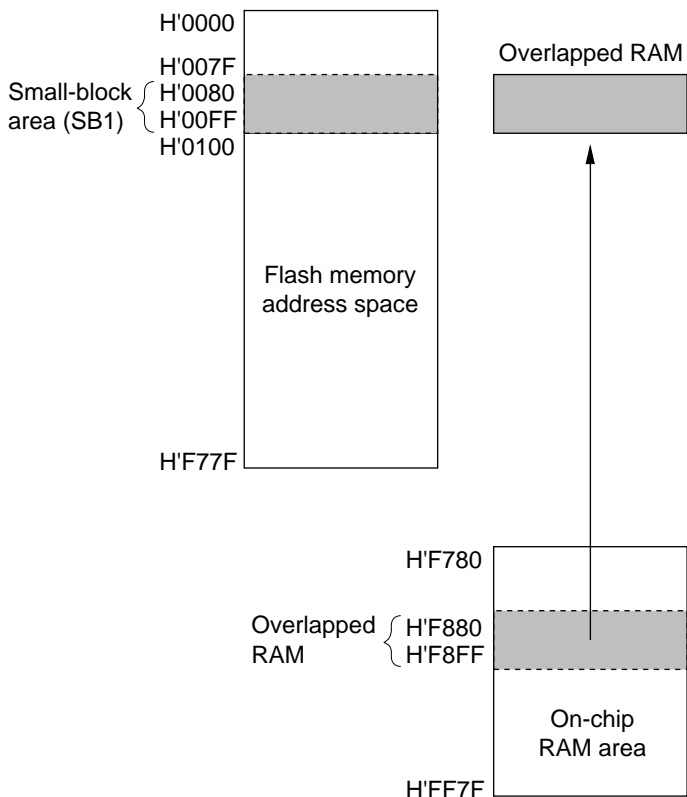 H'0000
H'007F
Overlapped RAM
Small-block
area (SB1)
H'0080
H'00FF
H'0100
Flash memory
address space
H'F77F
H'F780
Overlapped
RAM
H'F880
H'F8FF
On-chip
RAM area
H'FF7F